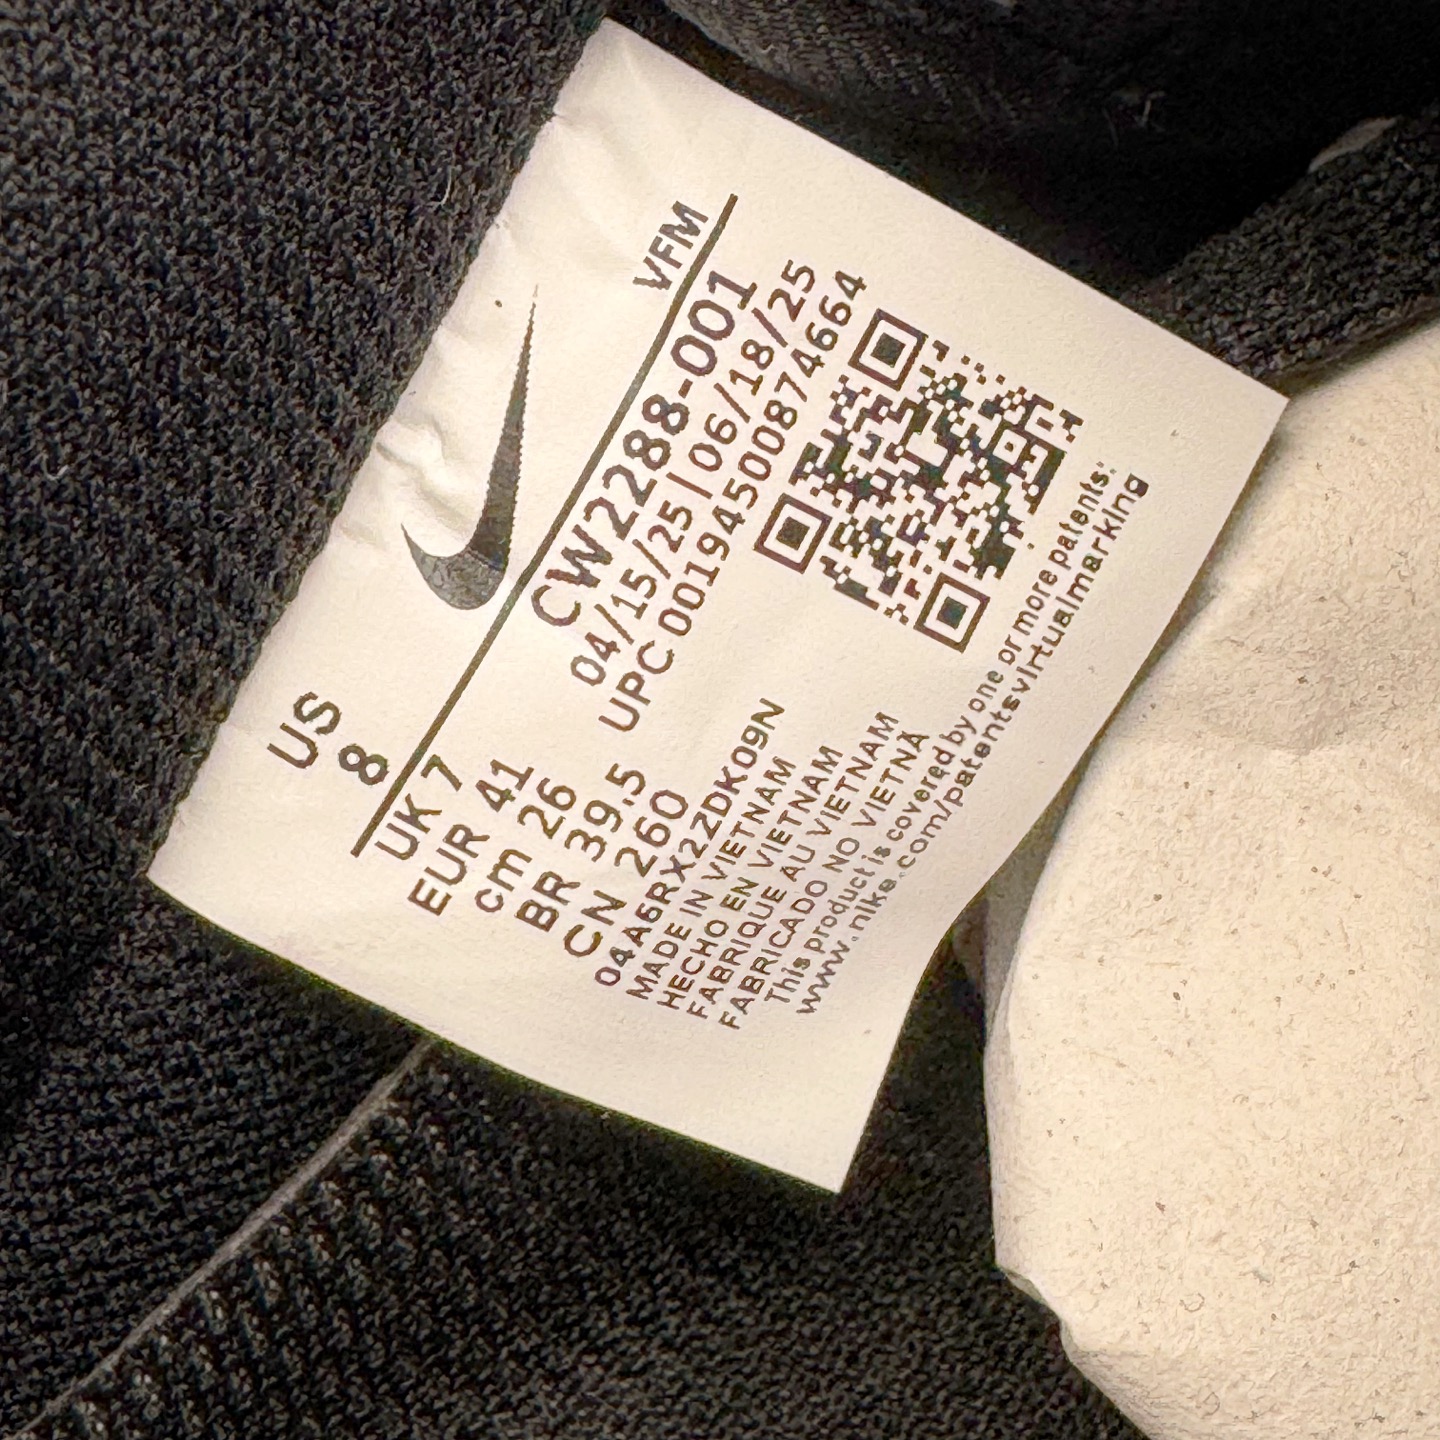 VFM
US
8
CW2288-001
04/15/25 | 06/18/25
UPC 00194500874664
UK 7
EUR 41
cm 26
BR 39.5
CN 260
04A6RX22DK09N
MADE IN VIETNAM
HECHO EN VIETNAM
FABRIQUE AU VIETNAM
FABRICADO NO VIETNÃ
This product is covered by one or more patents:
www.nike.com/patentsvirtualmarking